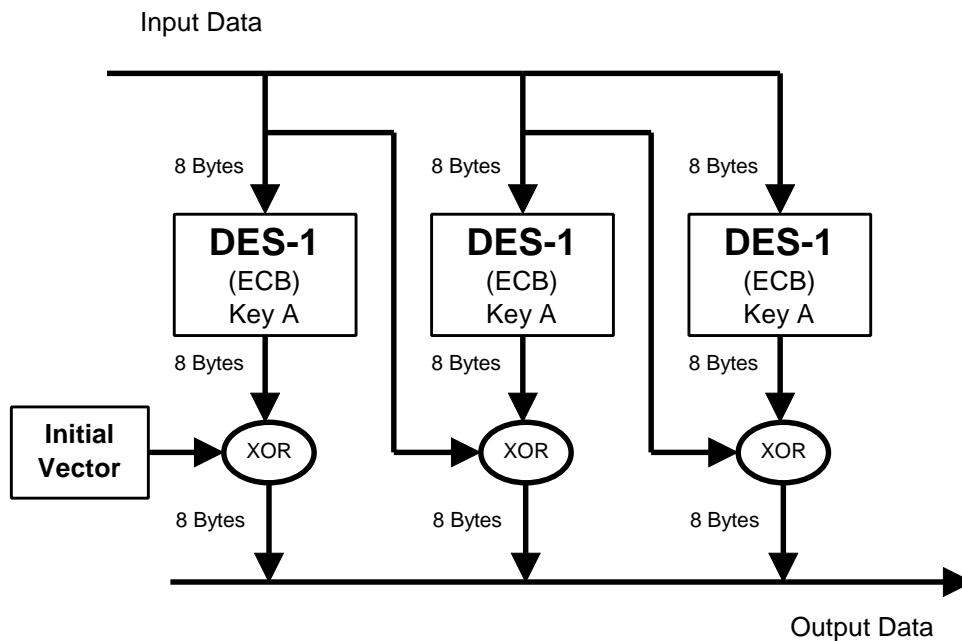 Input Data
8 Bytes
8 Bytes
8 Bytes
DES-1
(ECB)
Key A
DES-1
(ECB)
Key A
DES-1
(ECB)
Key A
8 Bytes
8 Bytes
8 Bytes
Initial
Vector
XOR
XOR
XOR
8 Bytes
8 Bytes
8 Bytes
Output Data